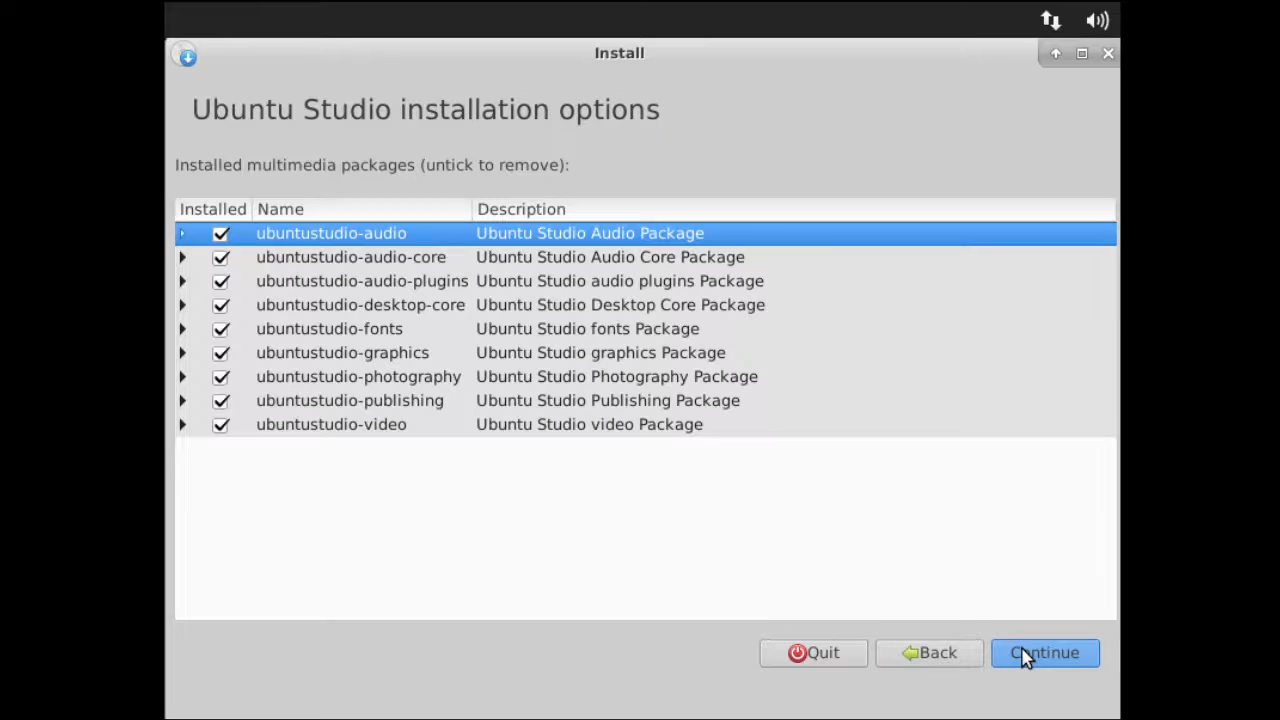 Install
Ubuntu Studio installation options
Installed multimedia packages (untick to remove):
Installed Name Description
ubuntustudio-audio Ubuntu Studio Audio Package
ubuntustudio-audio-core Ubuntu Studio Audio Core Package
ubuntustudio-audio-plugins Ubuntu Studio audio plugins Package
ubuntustudio-desktop-core Ubuntu Studio Desktop Core Package
ubuntustudio-fonts Ubuntu Studio fonts Package
ubuntustudio-graphics Ubuntu Studio graphics Package
ubuntustudio-photography Ubuntu Studio Photography Package
ubuntustudio-publishing Ubuntu Studio Publishing Package
ubuntustudio-video Ubuntu Studio video Package
Quit Back Continue